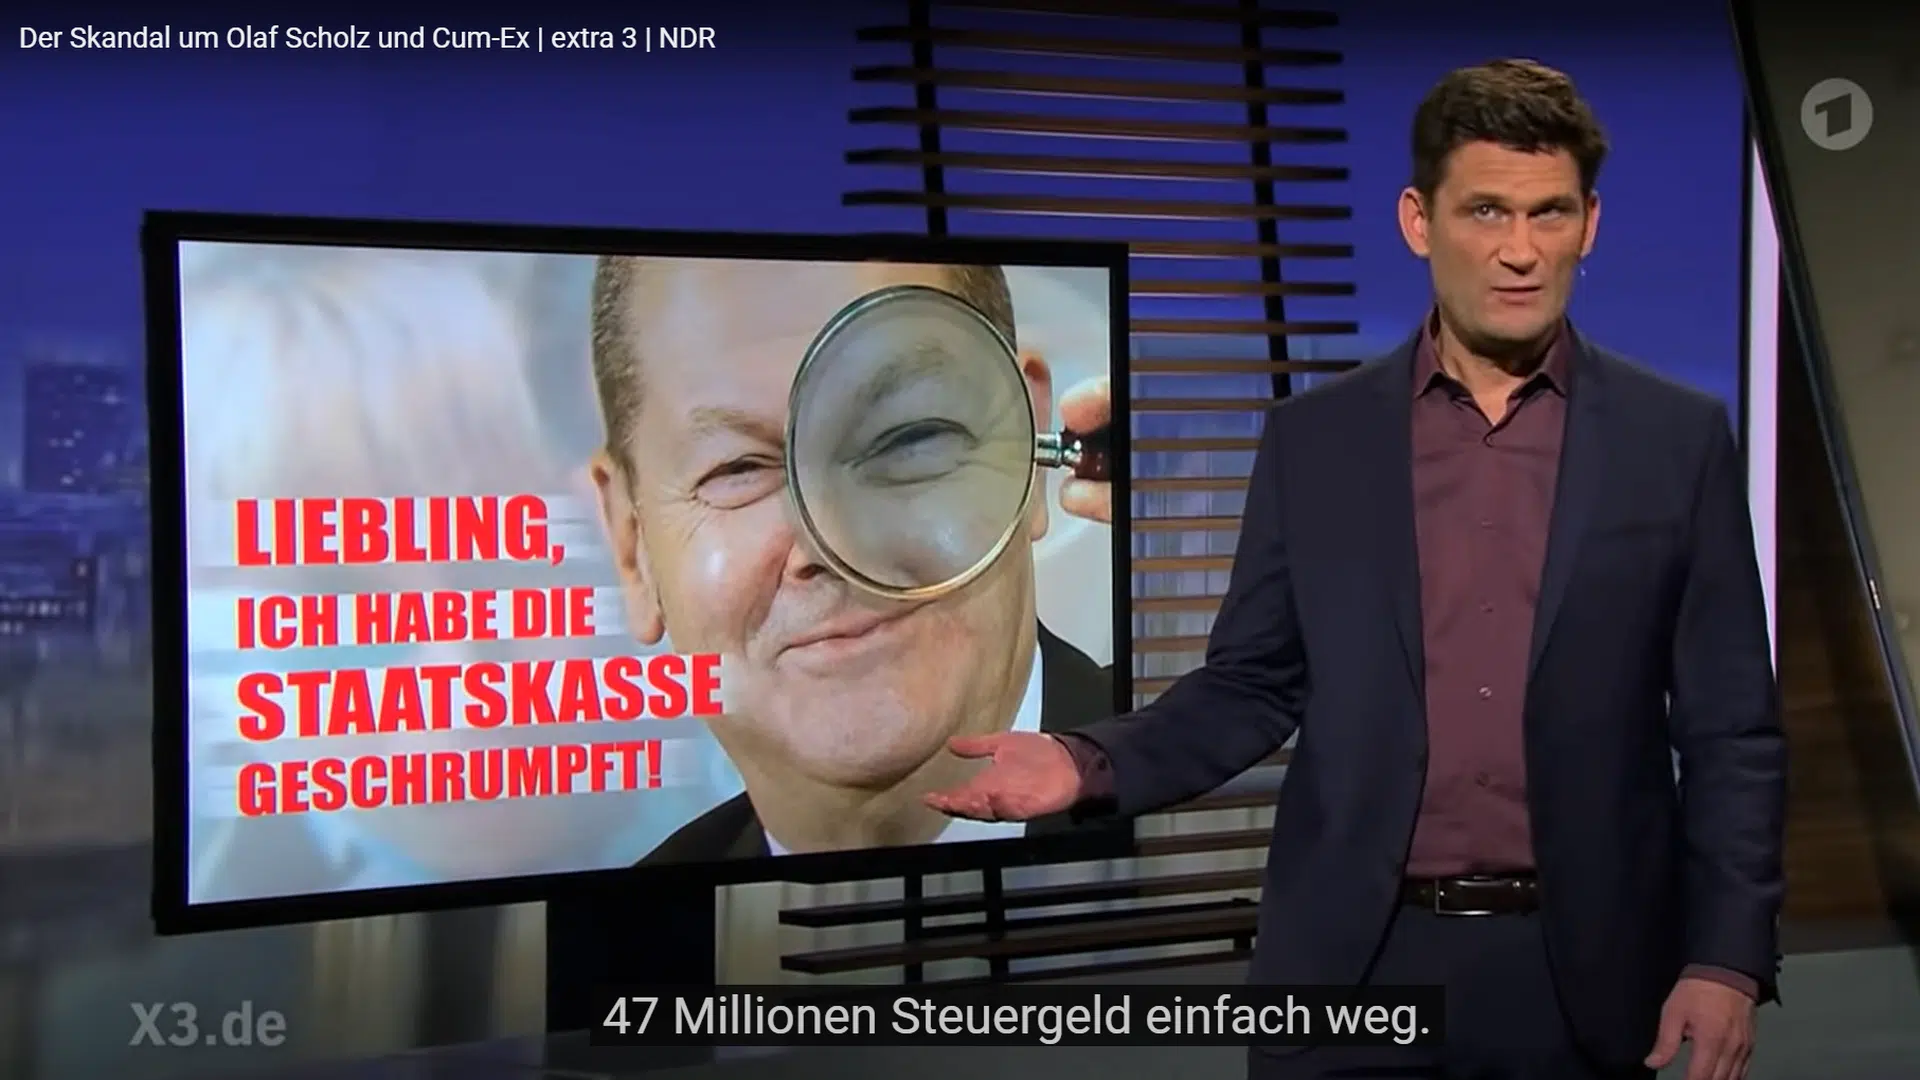 Der Skandal um Olaf Scholz und Cum-Ex | extra 3 | NDR
LIEBLING,
ICH HABE DIE
STAATSKASSE
GESCHRUMPFT!
X3.de
47 Millionen Steuergeld einfach weg.